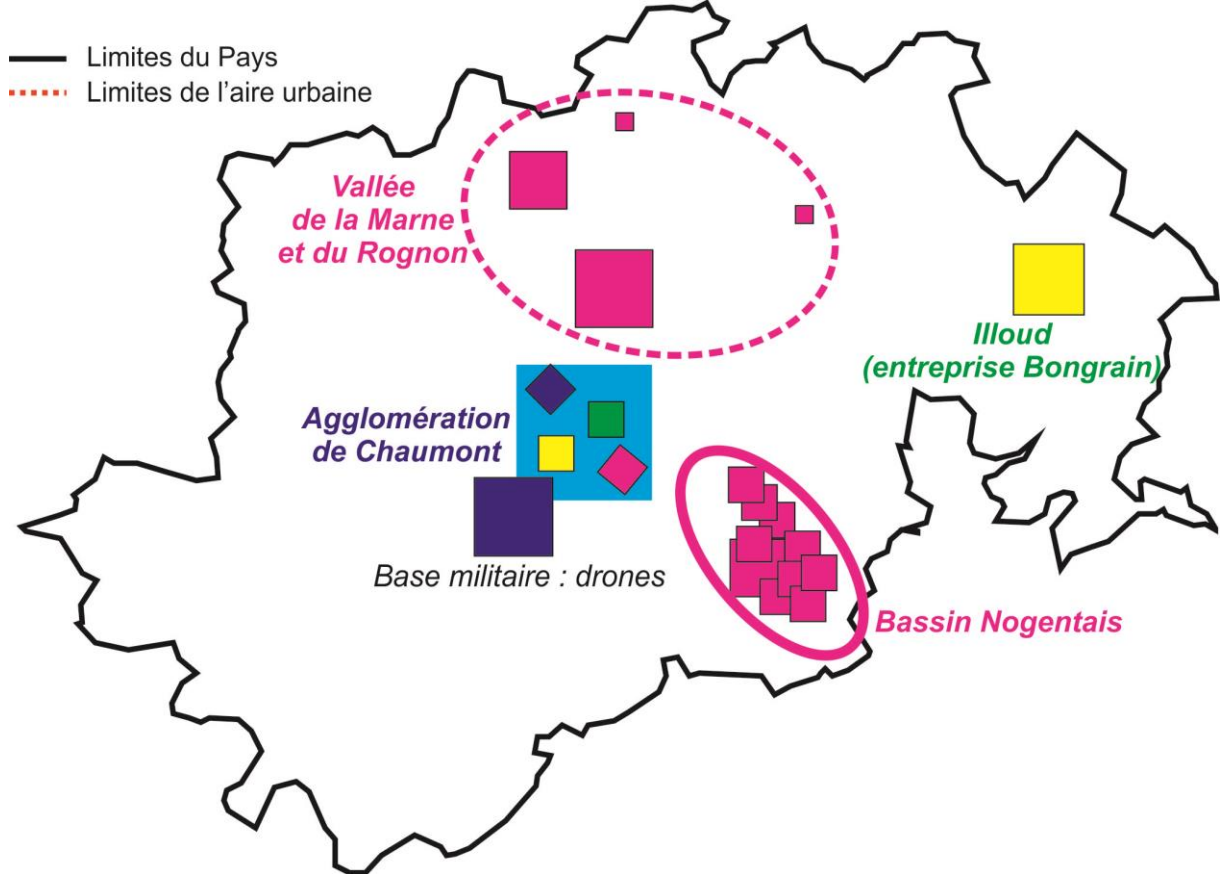 Limites du Pays
Limites de l'aire urbaine
Vallée
de la Marne
et du Rognon
Illoud
(entreprise Bongrain)
Agglomération
de Chaumont
Base militaire : drones
Bassin Nogentais